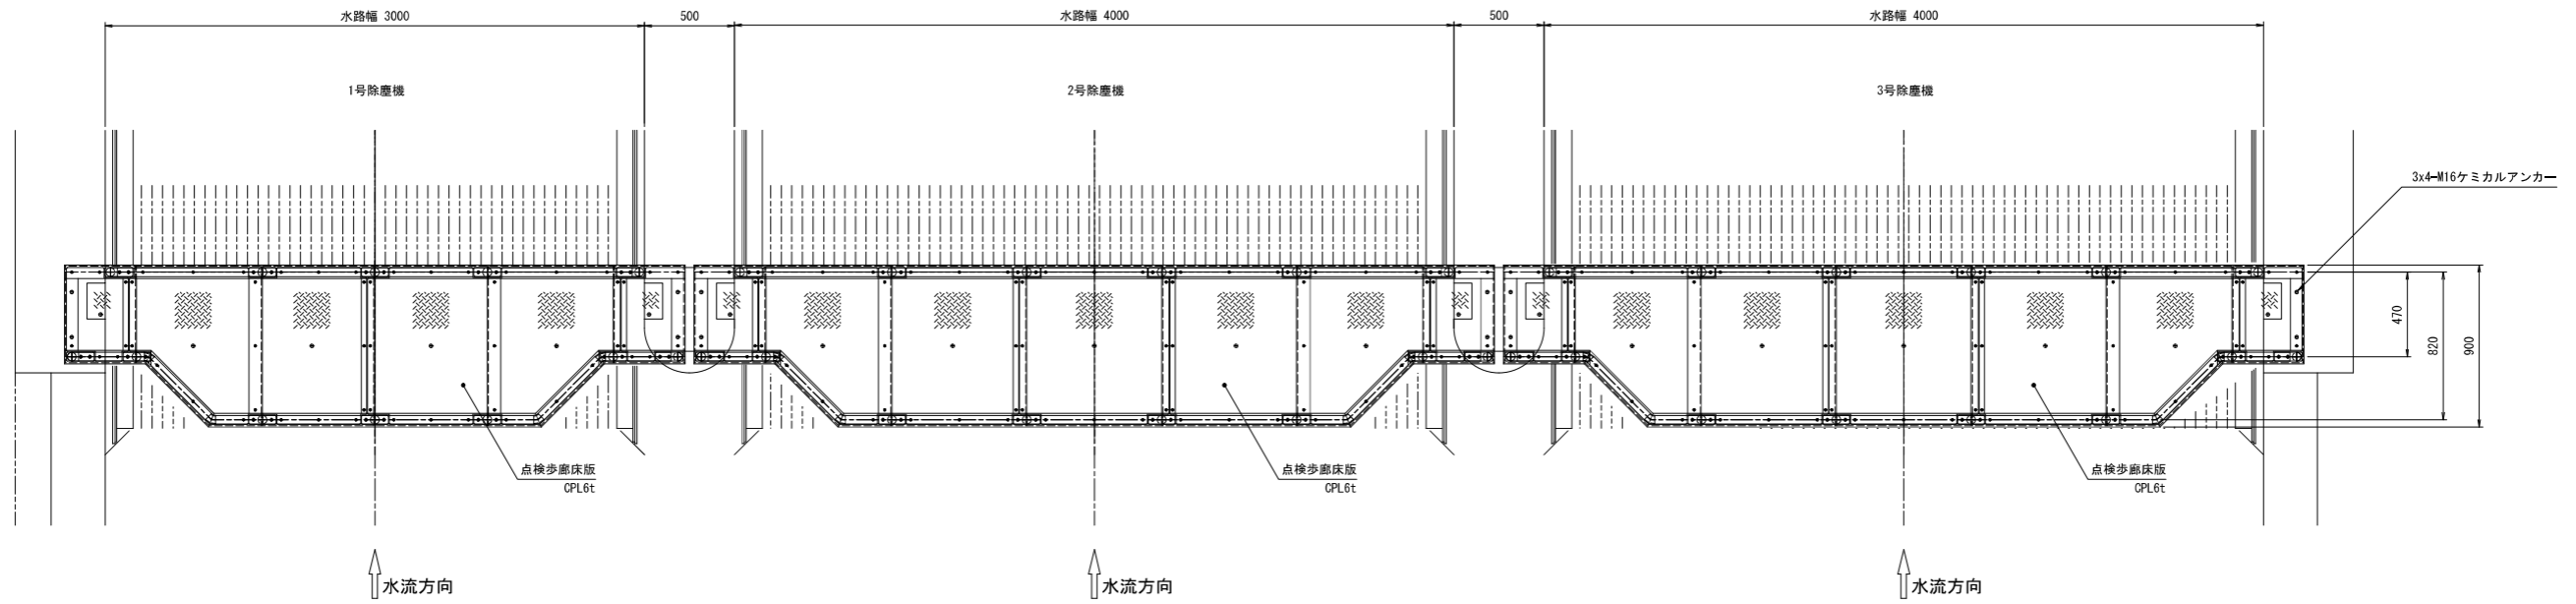 水路幅 3000
500
水路幅 4000
500
水路幅 4000
1号除塵機
2号除塵機
3号除塵機
3x4-M16ケミカルアンカー
470
820
900
点検歩廊床版
CPL6t
点検歩廊床版
CPL6t
点検歩廊床版
CPL6t
水流方向
水流方向
水流方向